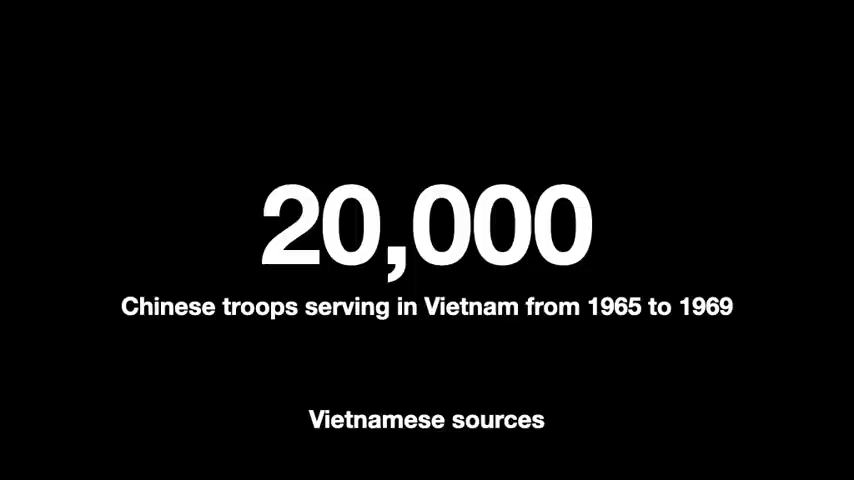 20,000
Chinese troops serving in Vietnam from 1965 to 1969
Vietnamese sources